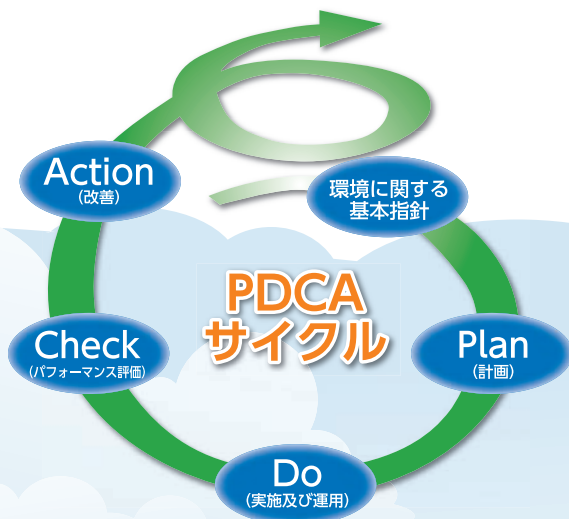 環境に関する
基本指針
Plan
(計画)
Do
(実施及び運用)
Check
(パフォーマンス評価)
Action
(改善)
PDCA
サイクル